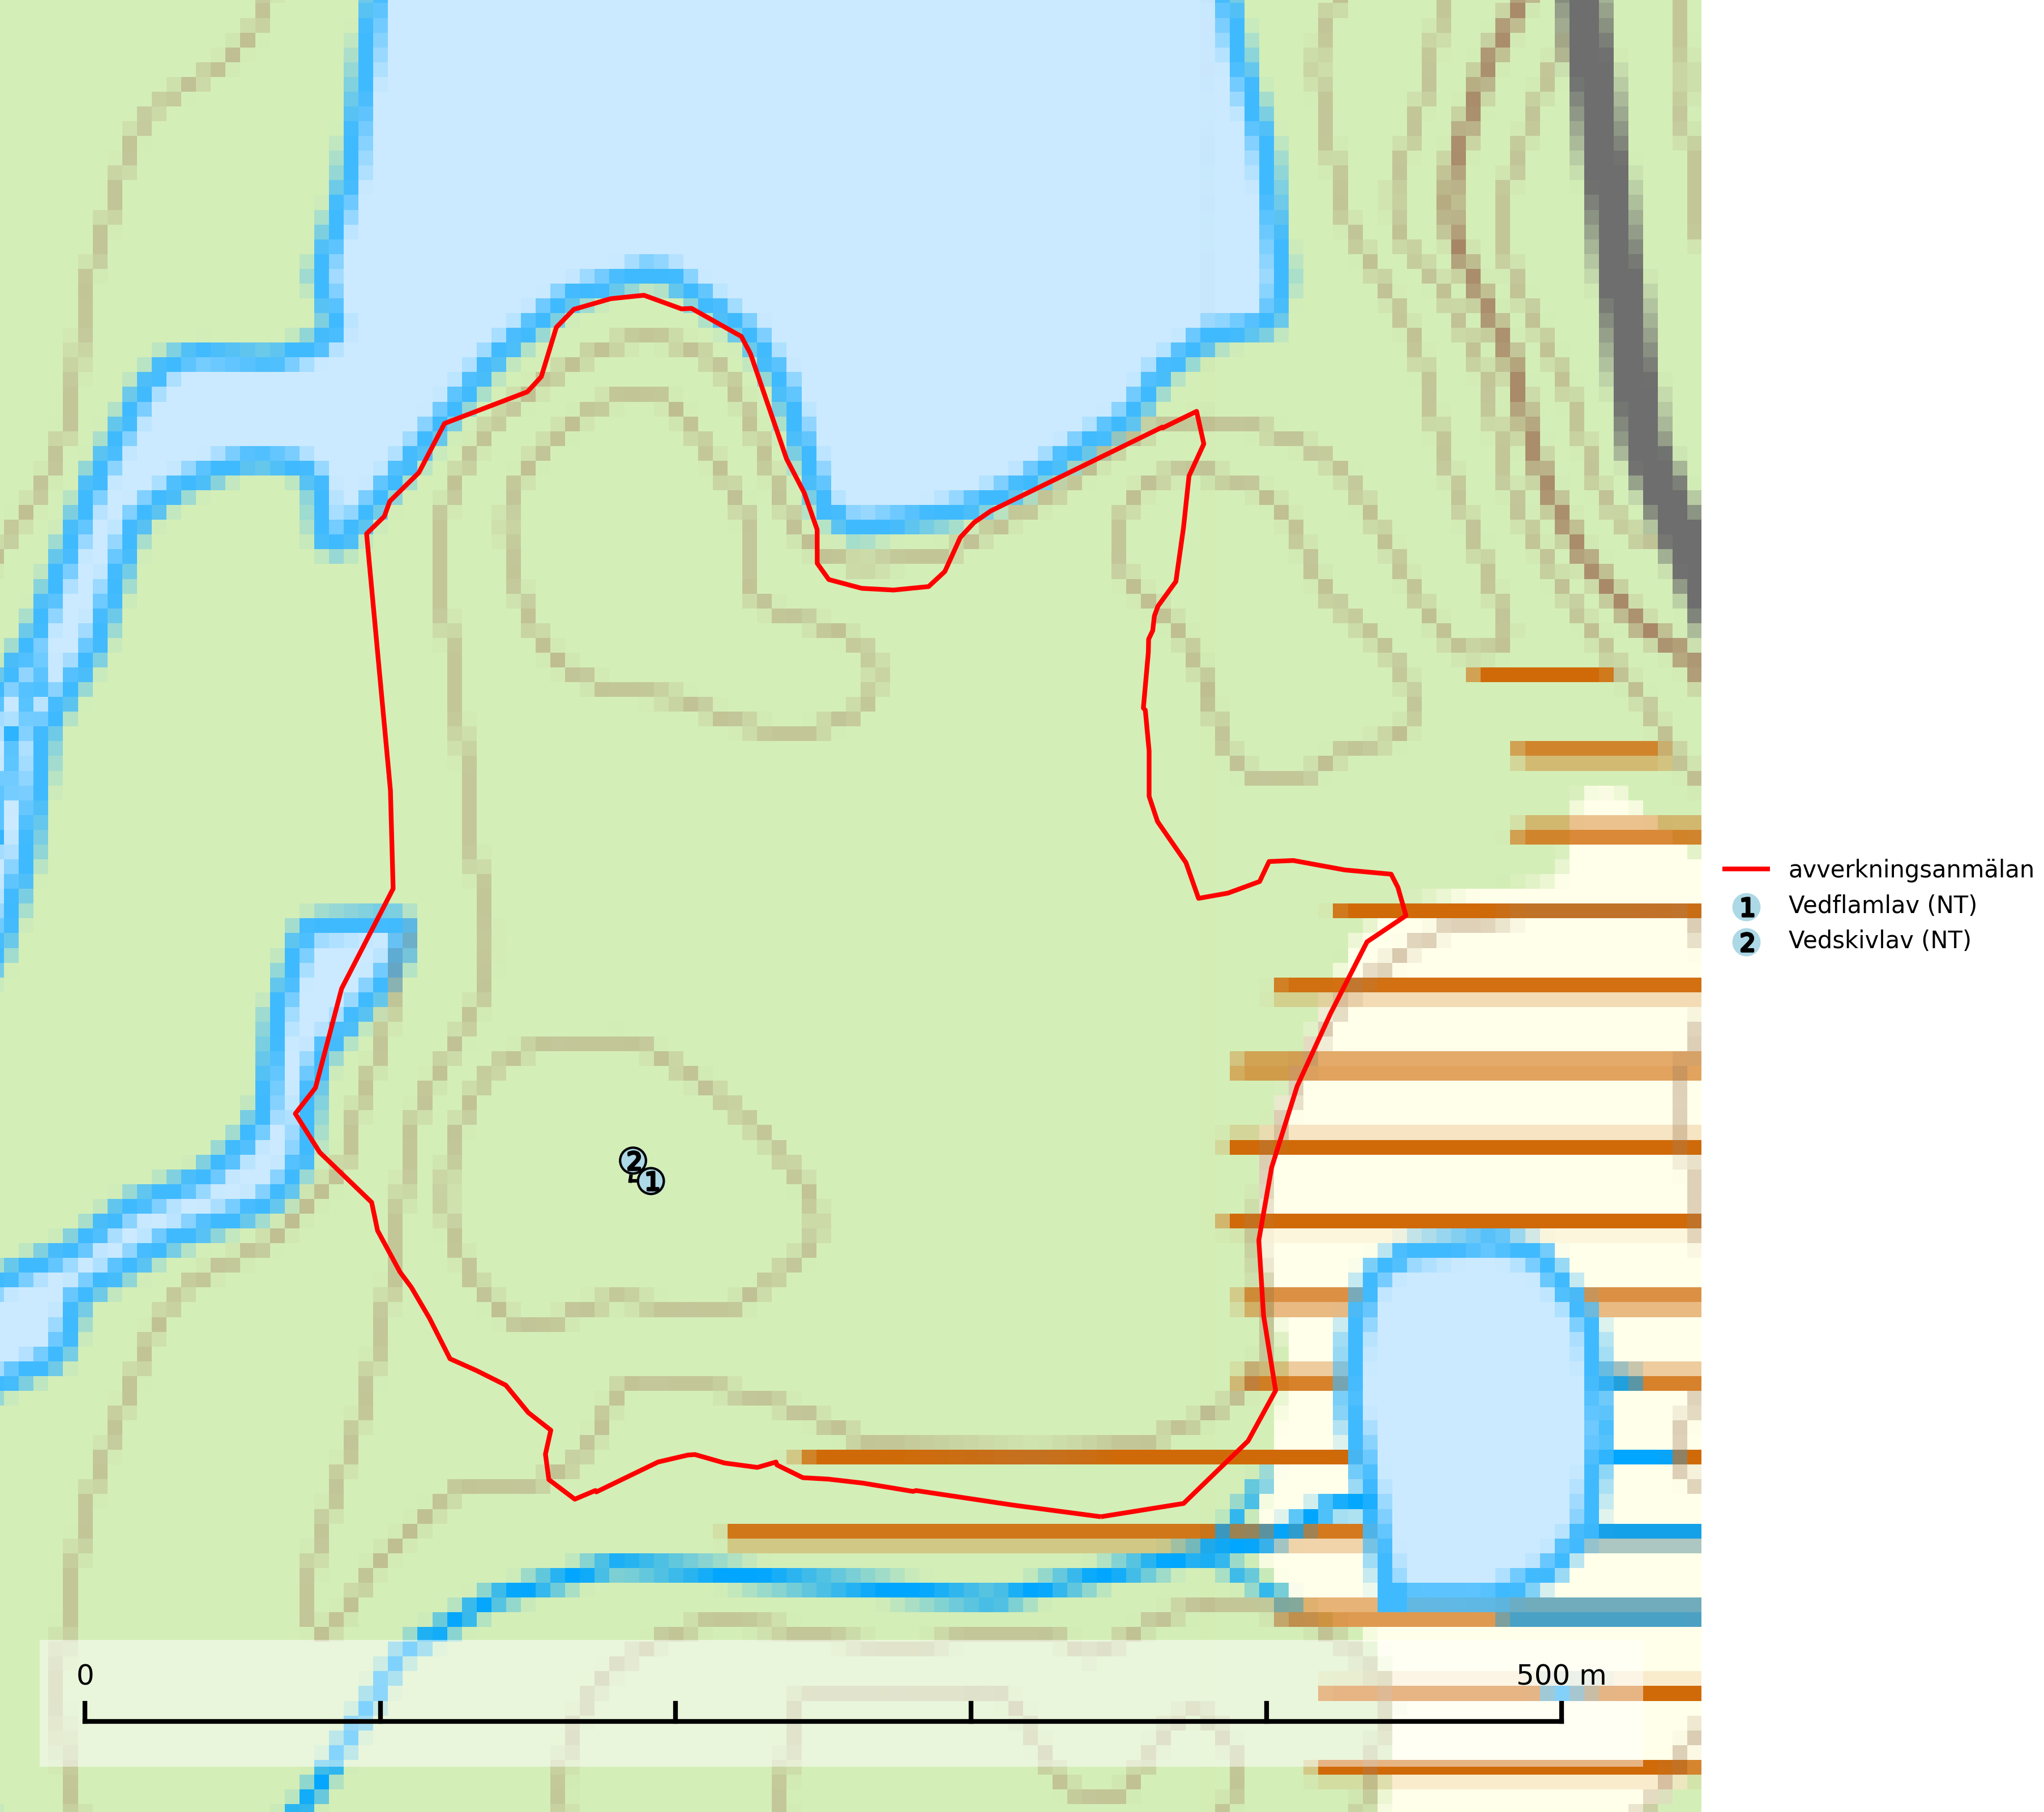 avverkningsanmälan
1 Vedflamlav (NT)
2 Vedskivlav (NT)
2
1
0 500 m